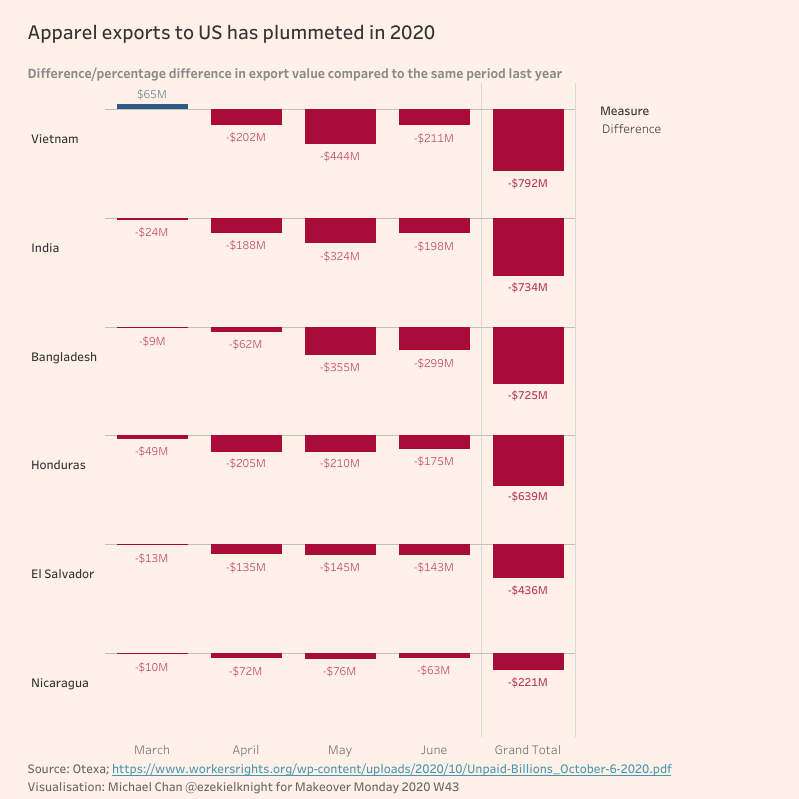 Apparel exports to US has plummeted in 2020
Difference/percentage difference in export value compared to the same period last year
Measure
Difference
$65M
Vietnam
-$202M
-$444M
-$211M
-$792M
India
-$24M
-$188M
-$324M
-$198M
-$734M
Bangladesh
-$9M
-$62M
-$355M
-$299M
-$725M
Honduras
-$49M
-$205M
-$210M
-$175M
-$639M
El Salvador
-$13M
-$135M
-$145M
-$143M
-$436M
Nicaragua
-$10M
-$72M
-$76M
-$63M
-$221M
March
April
May
June
Grand Total
Source: Otexa; https://www.workersrights.org/wp-content/uploads/2020/10/Unpaid-Billions_October-6-2020.pdf
Visualisation: Michael Chan @ezekielknight for Makeover Monday 2020 W43